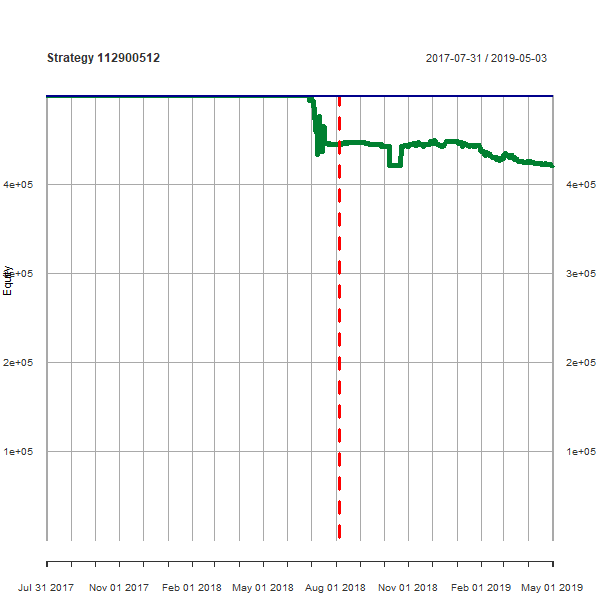 Strategy 112900512
2017-07-31 / 2019-05-03
4e+05
4e+05
3e+05
3e+05
Equity
2e+05
2e+05
1e+05
1e+05
Jul 31 2017
Nov 01 2017
Feb 01 2018
May 01 2018
Aug 01 2018
Nov 01 2018
Feb 01 2019
May 01 2019